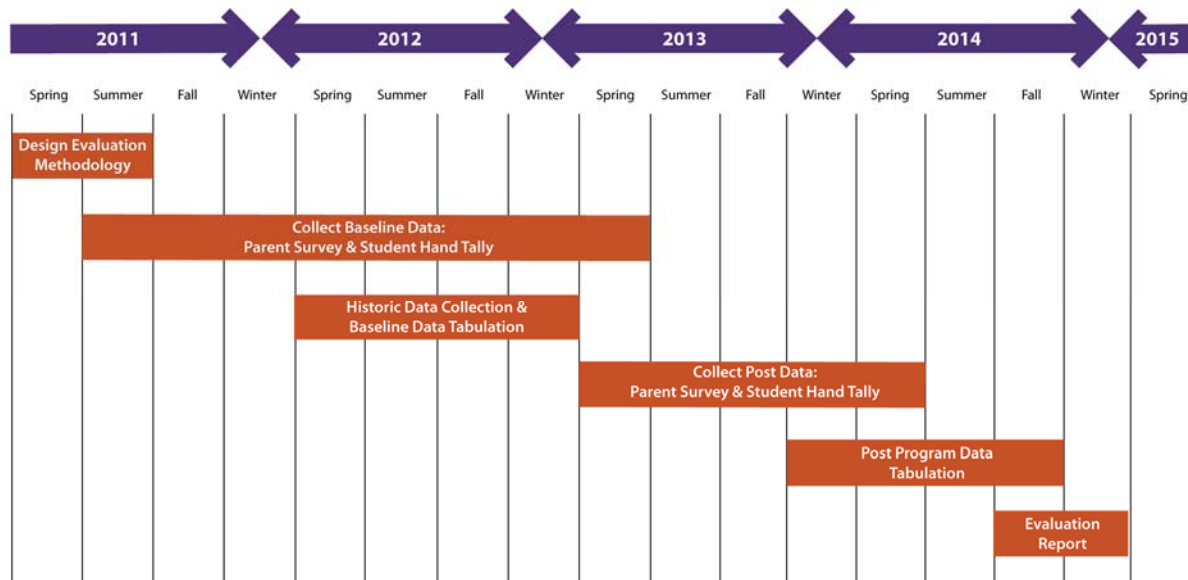 2011 2012 2013 2014 2015
Spring Summer Fall Winter Spring Summer Fall Winter Spring Summer Fall Winter Spring Summer Fall Winter Spring
Design Evaluation
Methodology
Collect Baseline Data:
Parent Survey & Student Hand Tally
Historic Data Collection &
Baseline Data Tabulation
Collect Post Data:
Parent Survey & Student Hand Tally
Post Program Data
Tabulation
Evaluation
Report